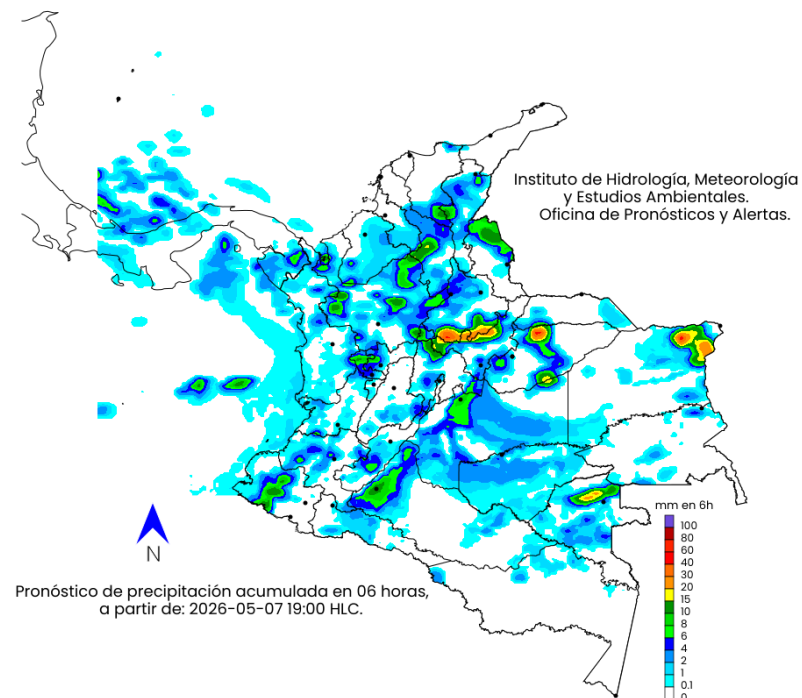 Instituto de Hidrología, Meteorología
y Estudios Ambientales.
Oficina de Pronósticos y Alertas.
mm en 6h
100
80
60
40
30
20
15
10
8
6
4
2
1
0.1
0
N
Pronóstico de precipitación acumulada en 06 horas,
a partir de: 2026-05-07 19:00 HLC.